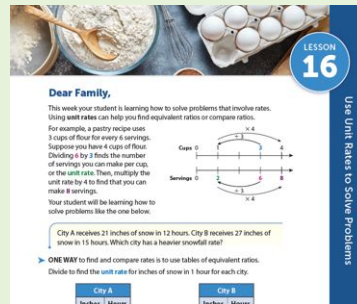 LESSON
16
Use Unit Rates to Solve Problems
Dear Family,
This week your student is learning how to solve problems that involve rates.
Using unit rates can help you find equivalent rates or compare rates.
For example, a pastry recipe uses
3 cups of flour for every 6 servings.
Suppose you have 4 cups of flour.
Dividing 6 by 3 finds the number
of servings you can make per cup,
or the unit rate. Then, multiply the
unit rate by 4 to find that you can
make 8 servings.
Your student will be learning how to
solve problems like the one below.
× 4
÷ 3
Cups 0 1 3 4
Servings 0 2 6 8
÷ 3
× 4
City A receives 21 inches of snow in 12 hours. City B receives 27 inches of
snow in 15 hours. Which city has a heavier snowfall rate?
ONE WAY to find and compare rates is to use tables of equivalent ratios.
Divide to find the unit rate for inches of snow in 1 hour for each city.
City A
Inches Hours
City B
Inches Hours